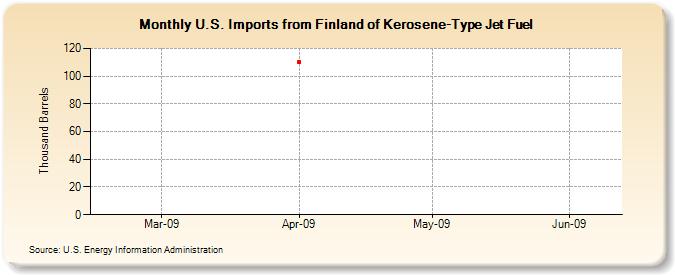 Monthly U.S. Imports from Finland of Kerosene-Type Jet Fuel
Thousand Barrels
120
100
80
60
40
20
0
Mar-09 Apr-09 May-09 Jun-09
Source: U.S. Energy Information Administration